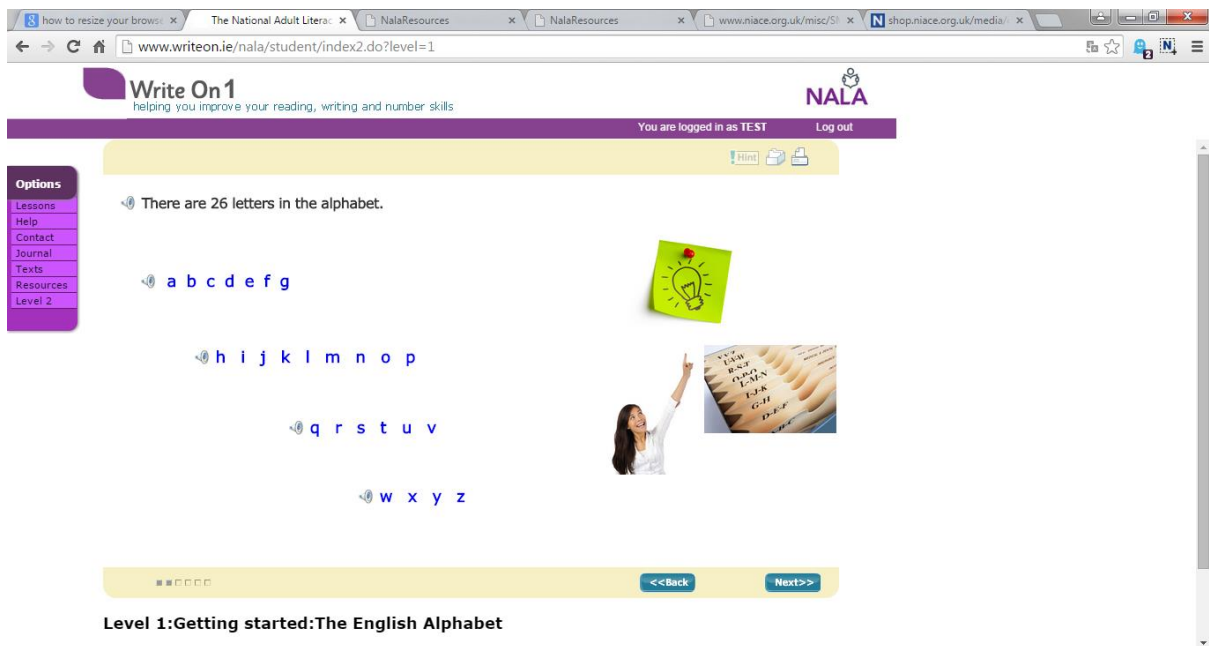 how to resize your browse
The National Adult Literac
NalaResources
NalaResources
www.niace.org.uk/misc/Sl
shop.niace.org.uk/media/
www.writeon.ie/nala/student/index2.do?level=1
Write On 1
helping you improve your reading, writing and number skills
NALA
You are logged in as TEST Log out
! Hint
Options
Lessons
Help
Contact
Journal
Texts
Resources
Level 2
There are 26 letters in the alphabet.
a b c d e f g
h i j k l m n o p
q r s t u v
w x y z
U-V-W
R-S-T
O-P-Q
L-M-N
I-J-K
G-H
D-E-F
<<Back Next>>
Level 1:Getting started:The English Alphabet